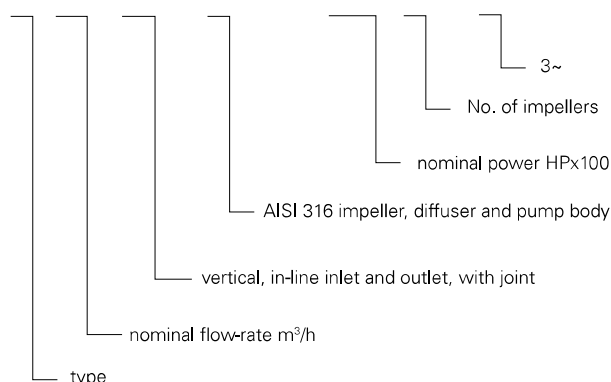 3~
No. of impellers
nominal power HPx100
AISI 316 impeller, diffuser and pump body
vertical, in-line inlet and outlet, with joint
nominal flow-rate m³/h
type